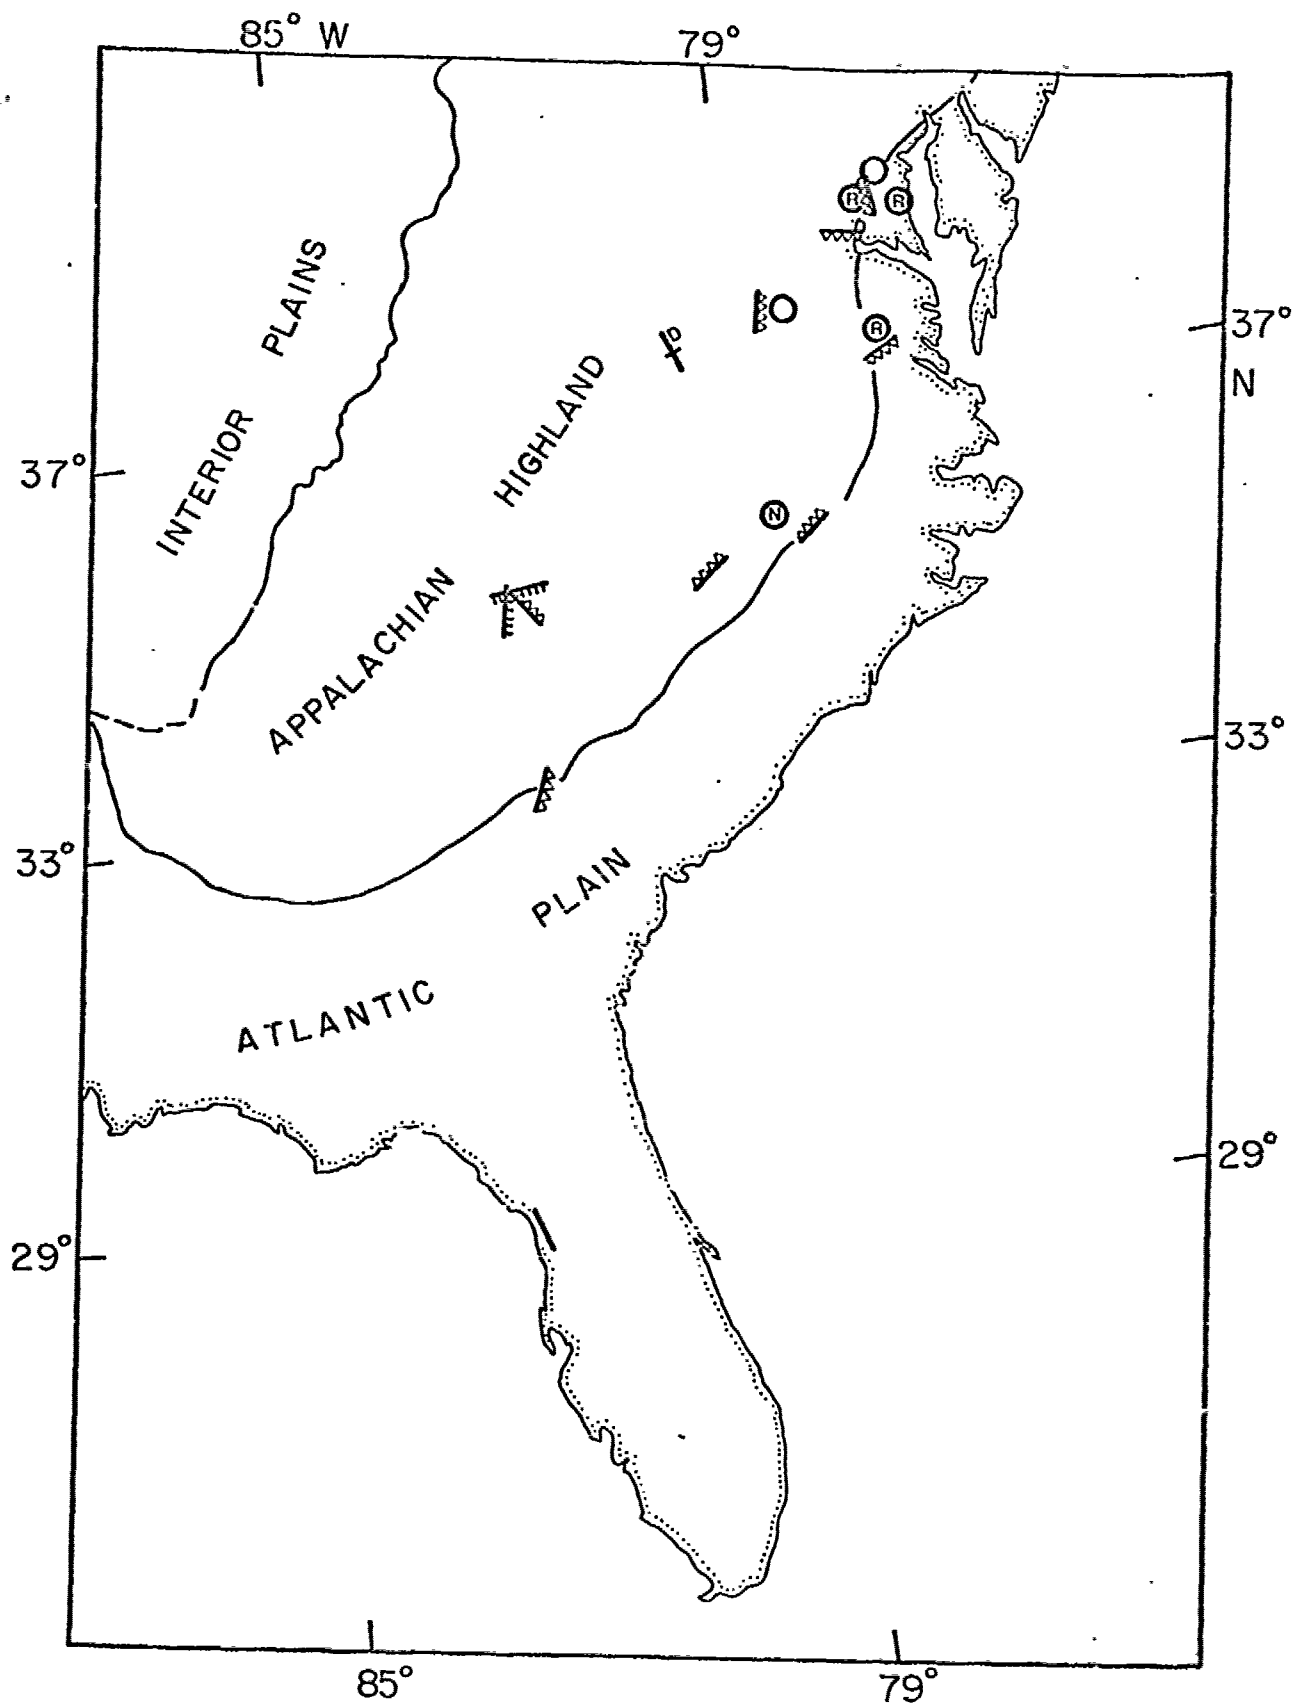 85° W
79°
INTERIOR PLAINS
37°
N
D
R
R
R
APPALACHIAN HIGHLAND
37°
N
33°
33°
ATLANTIC PLAIN
29°
29°
85°
79°